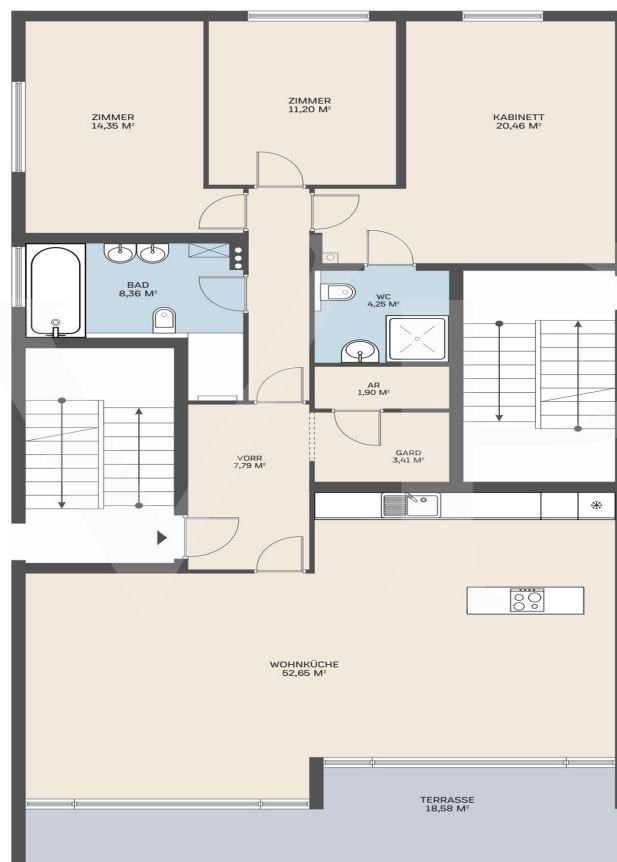 ZIMMER
14,35 M²
ZIMMER
11,20 M²
KABINETT
20,46 M²
BAD
8,36 M²
WC
4,25 M²
AR
1,90 M²
VORR
7,79 M²
GARD
3,41 M²
WOHNKÜCHE
52,65 M²
TERRASSE
18,58 M²